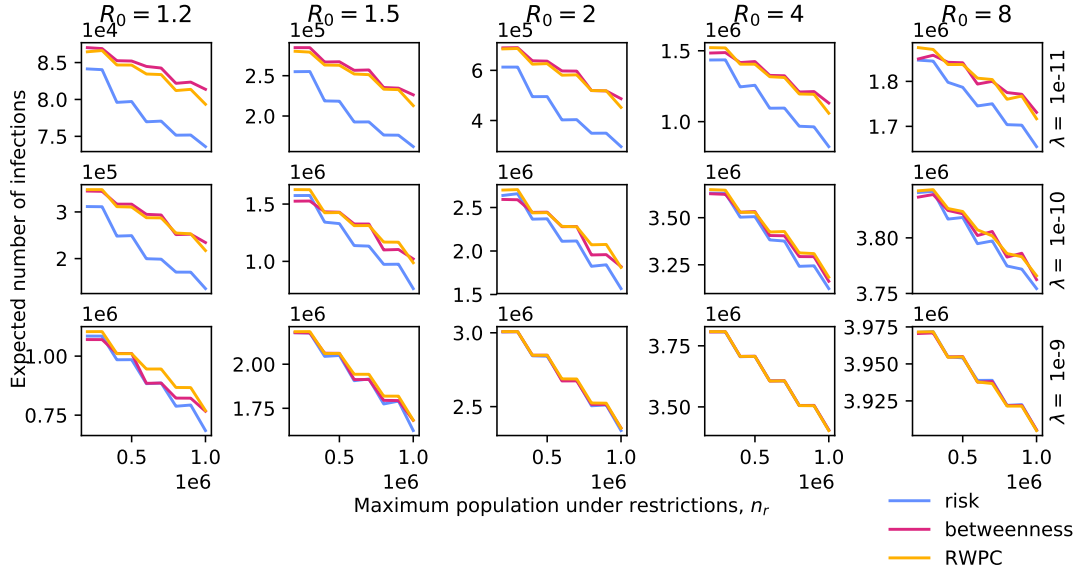 R₀ = 1.2
R₀ = 1.5
R₀ = 2
R₀ = 4
R₀ = 8
1e4
8.5
8.0
7.5
1e5
2.5
2.0
1e5
6
4
1e6
1.5
1.0
1e6
1.8
1.7
λ = 1e-11
Expected number of infections
1e5
3
2
1e6
1.5
1.0
1e6
2.5
2.0
1.5
1e6
3.50
3.25
1e6
3.80
3.75
λ = 1e-10
1e6
1.00
0.75
1e6
2.00
1.75
1e6
3.0
2.5
1e6
3.75
3.50
1e6
3.975
3.950
3.925
λ = 1e-9
0.5 1.0
1e6
0.5 1.0
1e6
0.5 1.0
1e6
0.5 1.0
1e6
0.5 1.0
1e6
Maximum population under restrictions, nᵣ
risk
betweenness
RWPC